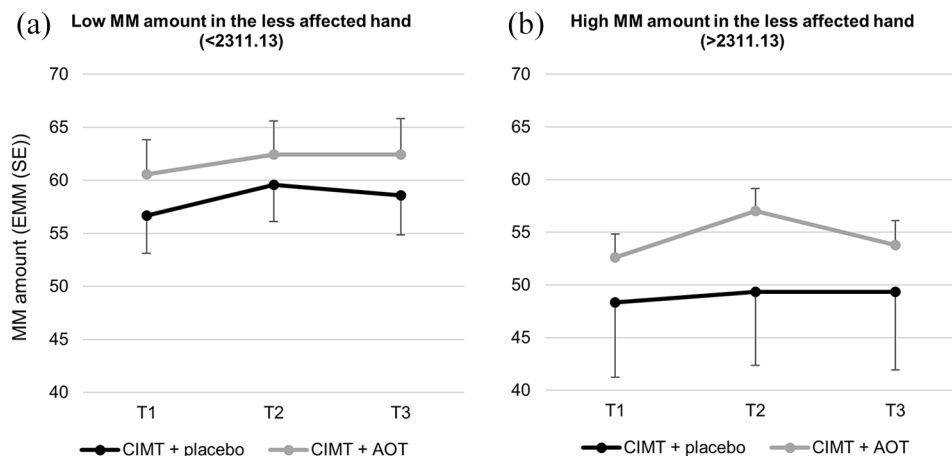 (a) Low MM amount in the less affected hand
(<2311.13)
70
65
60
55
50
45
40
MM amount (EMM (SE))
T1 T2 T3
CIMT + placebo CIMT + AOT
(b) High MM amount in the less affected hand
(>2311.13)
70
65
60
55
50
45
40
T1 T2 T3
CIMT + placebo CIMT + AOT